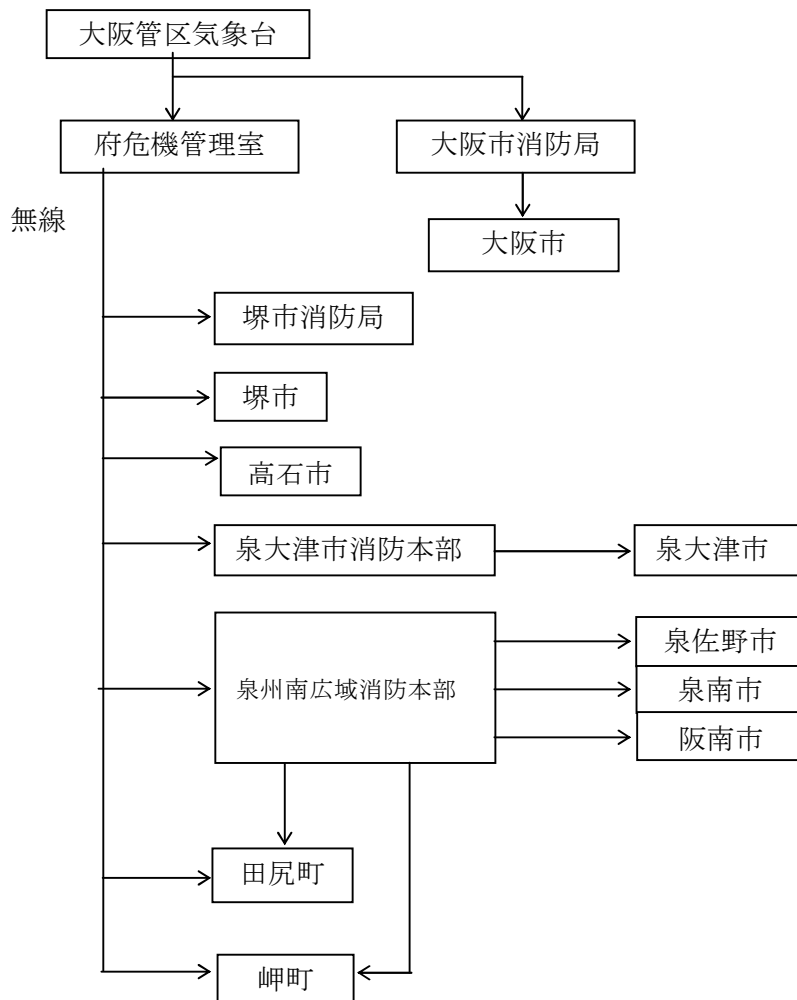 大阪管区気象台
府危機管理室
大阪市消防局
無線
大阪市
堺市消防局
堺市
高石市
泉大津市消防本部
泉大津市
泉佐野市
泉州南広域消防本部
泉南市
阪南市
田尻町
岬町